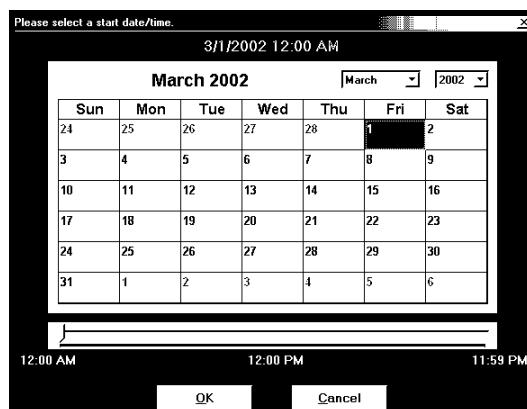 Please select a start date/time. x
3/1/2002 12:00 AM
March 2002 March 2002
Sun Mon Tue Wed Thu Fri Sat
24 25 26 27 28 1 2
3 4 5 6 7 8 9
10 11 12 13 14 15 16
17 18 19 20 21 22 23
24 25 26 27 28 29 30
31 1 2 3 4 5 6
12:00 AM 12:00 PM 11:59 PM
OK Cancel